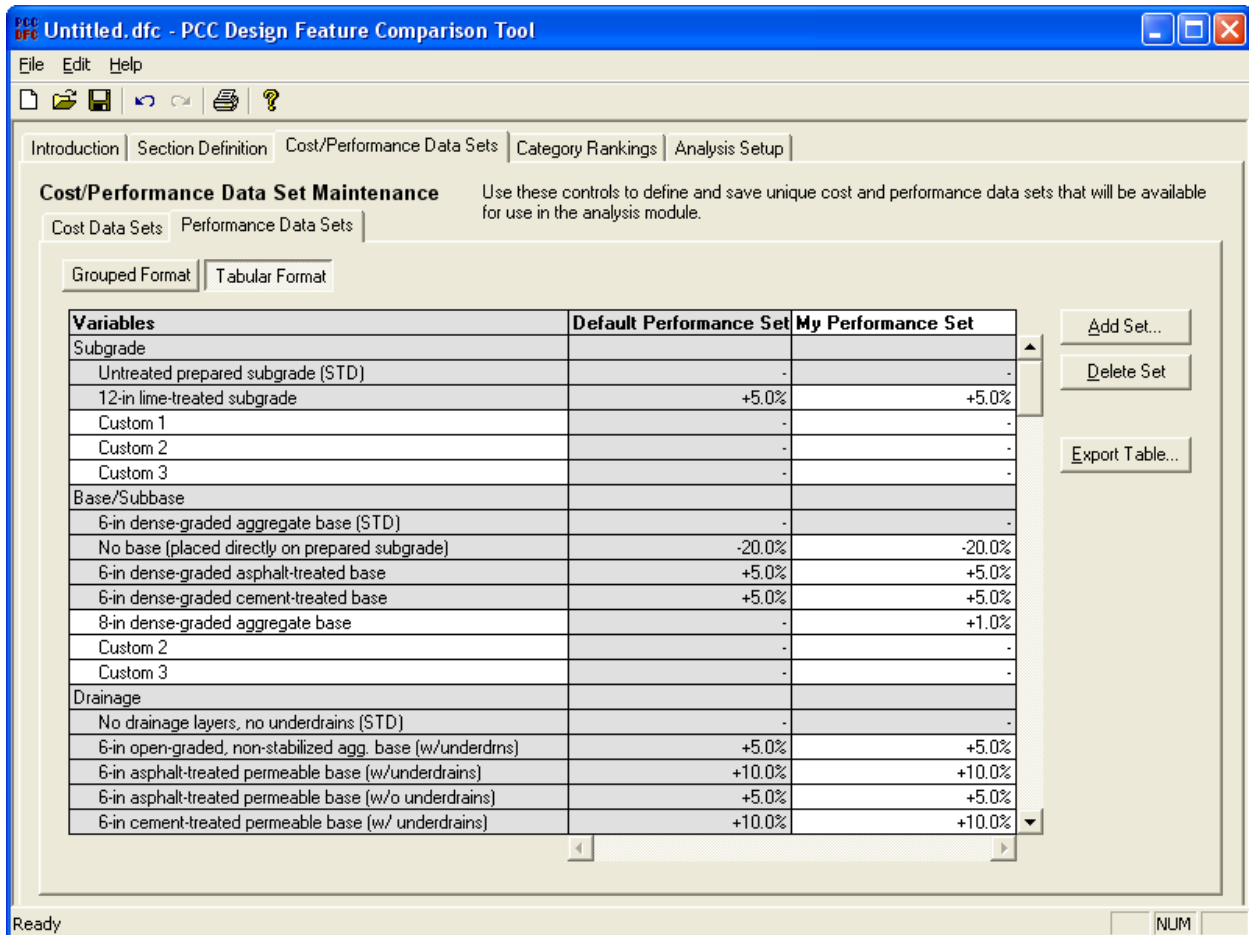 PCC DFC Untitled.dfc - PCC Design Feature Comparison Tool
File Edit Help
Introduction Section Definition Cost/Performance Data Sets Category Rankings Analysis Setup
Cost/Performance Data Set Maintenance
Use these controls to define and save unique cost and performance data sets that will be available
for use in the analysis module.
Cost Data Sets Performance Data Sets
Grouped Format Tabular Format
Variables Default Performance Set My Performance Set
Subgrade
Untreated prepared subgrade (STD) - -
12-in lime-treated subgrade +5.0% +5.0%
Custom 1 - -
Custom 2 - -
Custom 3 - -
Base/Subbase
6-in dense-graded aggregate base (STD) - -
No base (placed directly on prepared subgrade) -20.0% -20.0%
6-in dense-graded asphalt-treated base +5.0% +5.0%
6-in dense-graded cement-treated base +5.0% +5.0%
8-in dense-graded aggregate base - +1.0%
Custom 2 - -
Custom 3 - -
Drainage
No drainage layers, no underdrains (STD) - -
6-in open-graded, non-stabilized agg. base (w/underdrns) +5.0% +5.0%
6-in asphalt-treated permeable base (w/underdrains) +10.0% +10.0%
6-in asphalt-treated permeable base (w/o underdrains) +5.0% +5.0%
6-in cement-treated permeable base (w/ underdrains) +10.0% +10.0%
Add Set...
Delete Set
Export Table...
Ready NUM